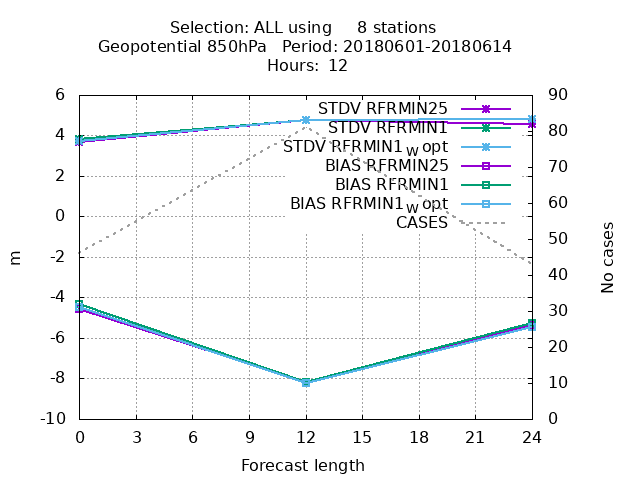 Selection: ALL using     8 stations
Geopotential 850hPa   Period: 20180601-20180614
Hours:  12
6 90
STDV RFRMIN25
STDV RFRMIN1
STDV RFRMIN1_W opt
BIAS RFRMIN25
BIAS RFRMIN1
BIAS RFRMIN1_W opt
CASES
4
2
0
-2
-4
-6
-8
-10
80
70
60
50
40
30
20
10
0
m
No cases
0 3 6 9 12 15 18 21 24
Forecast length